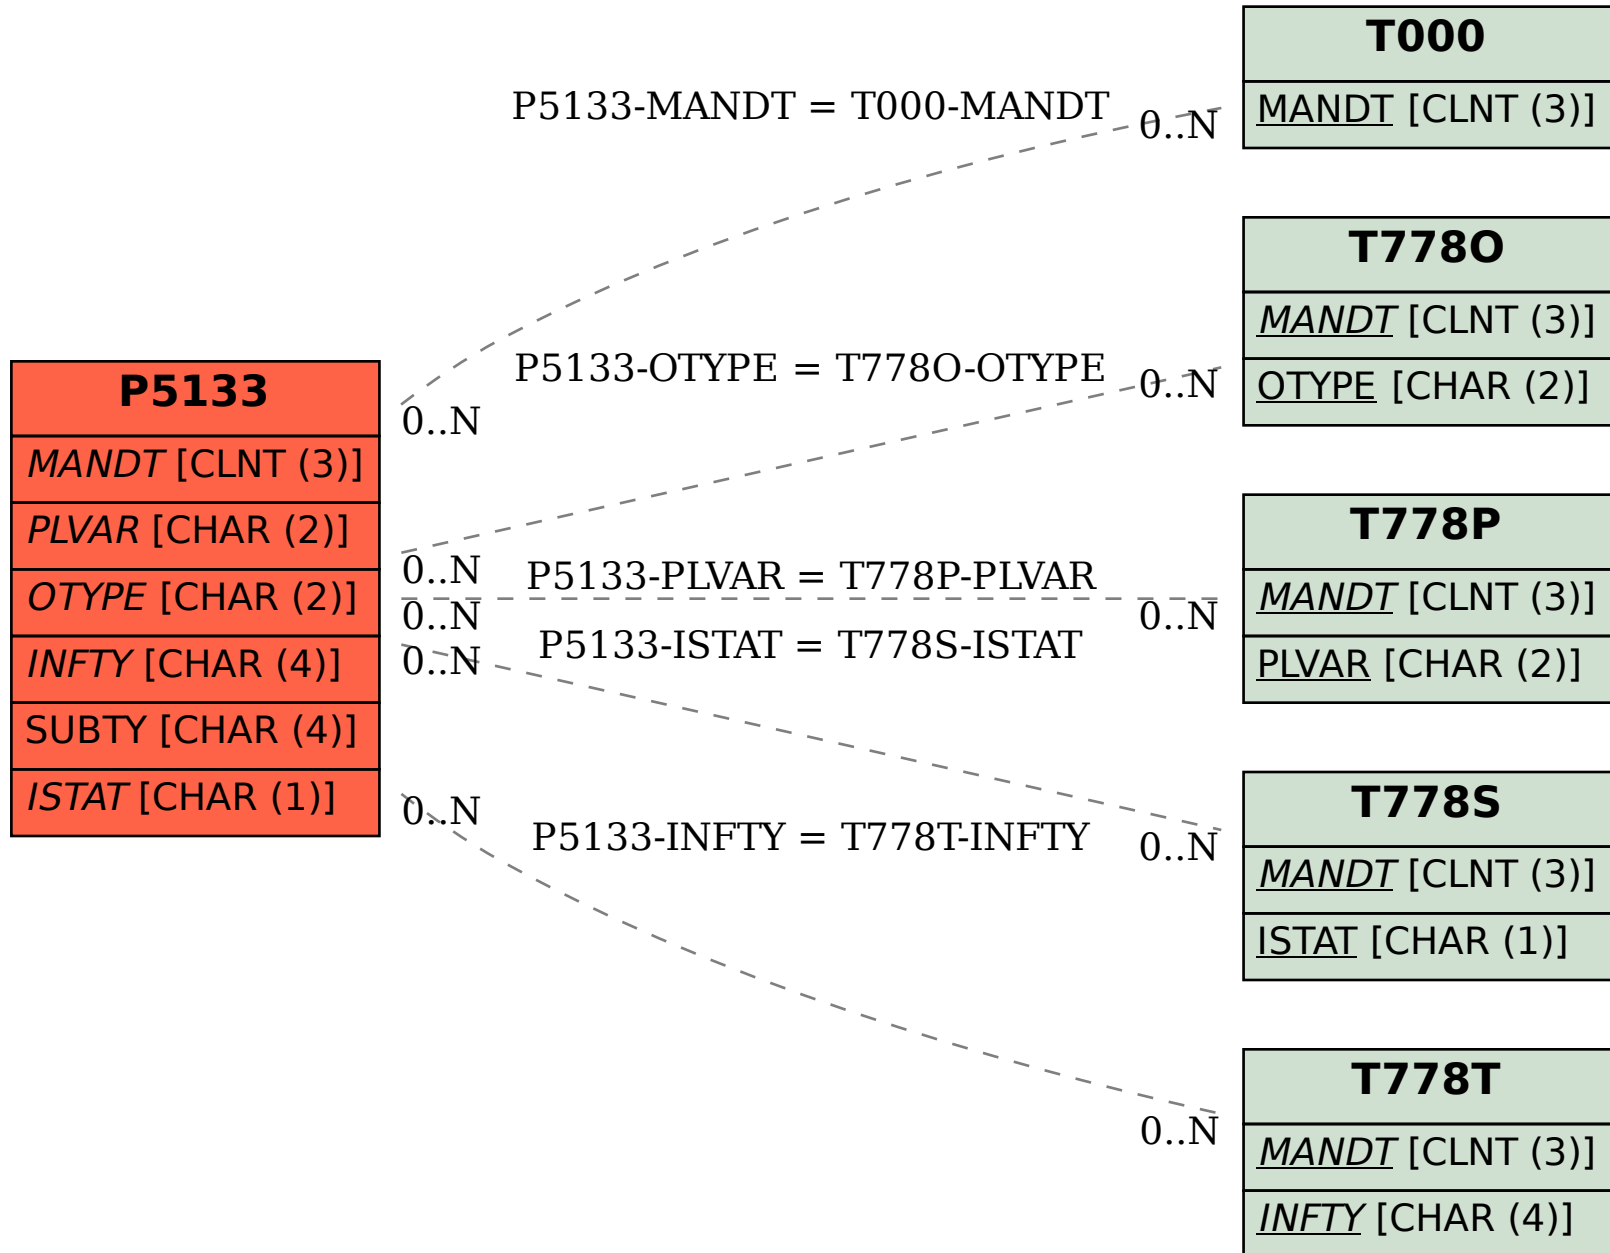 P5133
MANDT [CLNT (3)]
PLVAR [CHAR (2)]
OTYPE [CHAR (2)]
INFTY [CHAR (4)]
SUBTY [CHAR (4)]
ISTAT [CHAR (1)]
P5133-MANDT = T000-MANDT
0..N
0..N
P5133-OTYPE = T778O-OTYPE
0..N
0..N
P5133-PLVAR = T778P-PLVAR
0..N
0..N
P5133-ISTAT = T778S-ISTAT
0..N
0..N
P5133-INFTY = T778T-INFTY
0..N
0..N
T000
MANDT [CLNT (3)]
T778O
MANDT [CLNT (3)]
OTYPE [CHAR (2)]
T778P
MANDT [CLNT (3)]
PLVAR [CHAR (2)]
T778S
MANDT [CLNT (3)]
ISTAT [CHAR (1)]
T778T
MANDT [CLNT (3)]
INFTY [CHAR (4)]